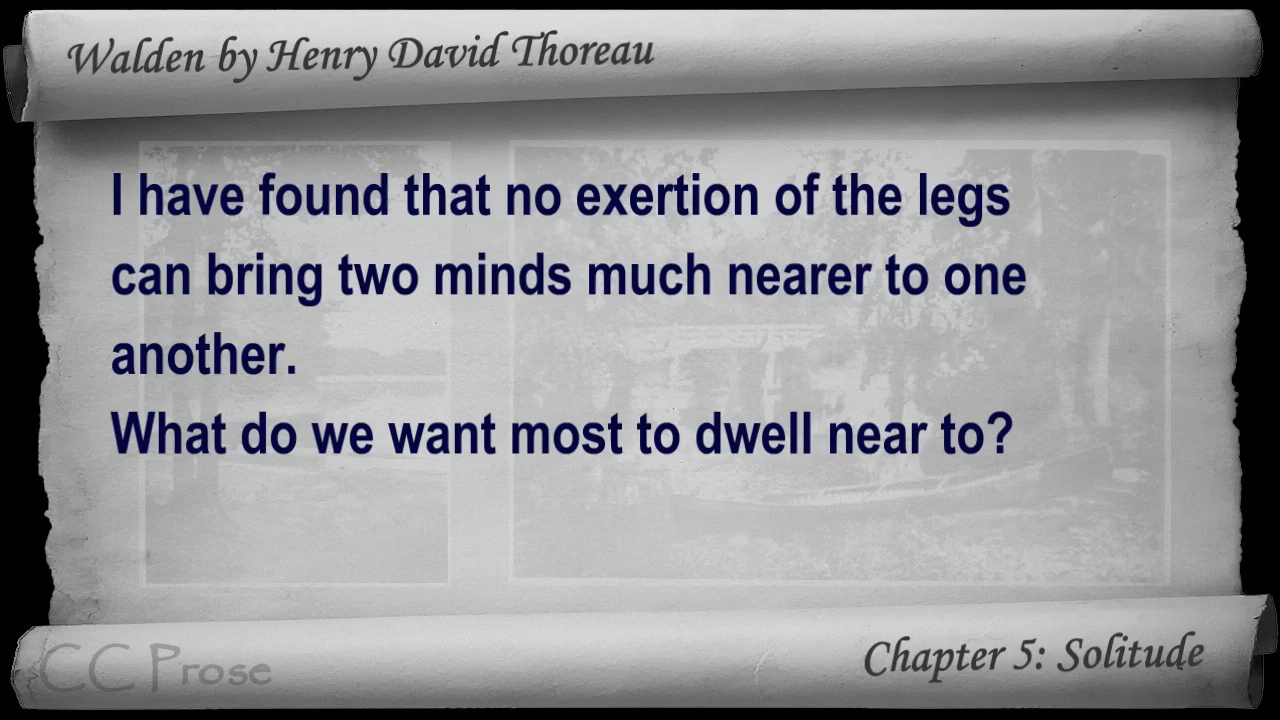 Walden by Henry David Thoreau
I have found that no exertion of the legs
can bring two minds much nearer to one
another.
What do we want most to dwell near to?
CC Prose
Chapter 5: Solitude